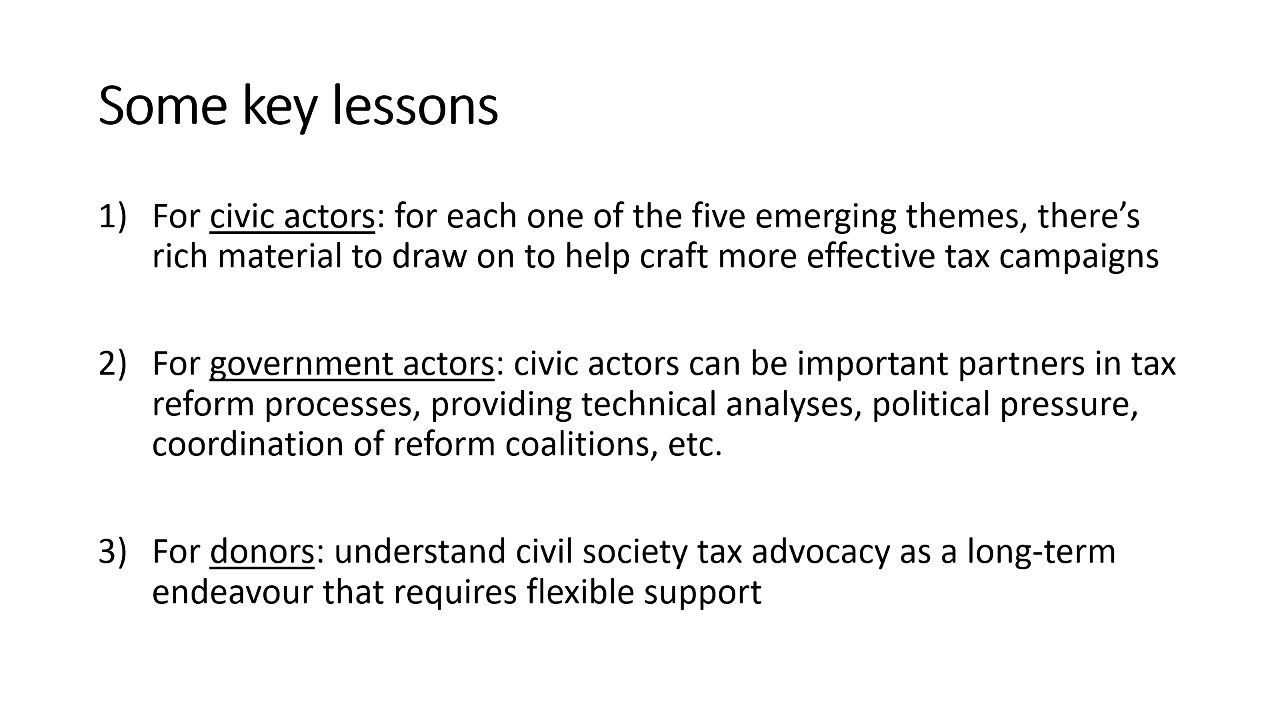 Some key lessons
1) For civic actors: for each one of the five emerging themes, there’s
rich material to draw on to help craft more effective tax campaigns
2) For government actors: civic actors can be important partners in tax
reform processes, providing technical analyses, political pressure,
coordination of reform coalitions, etc.
3) For donors: understand civil society tax advocacy as a long-term
endeavour that requires flexible support